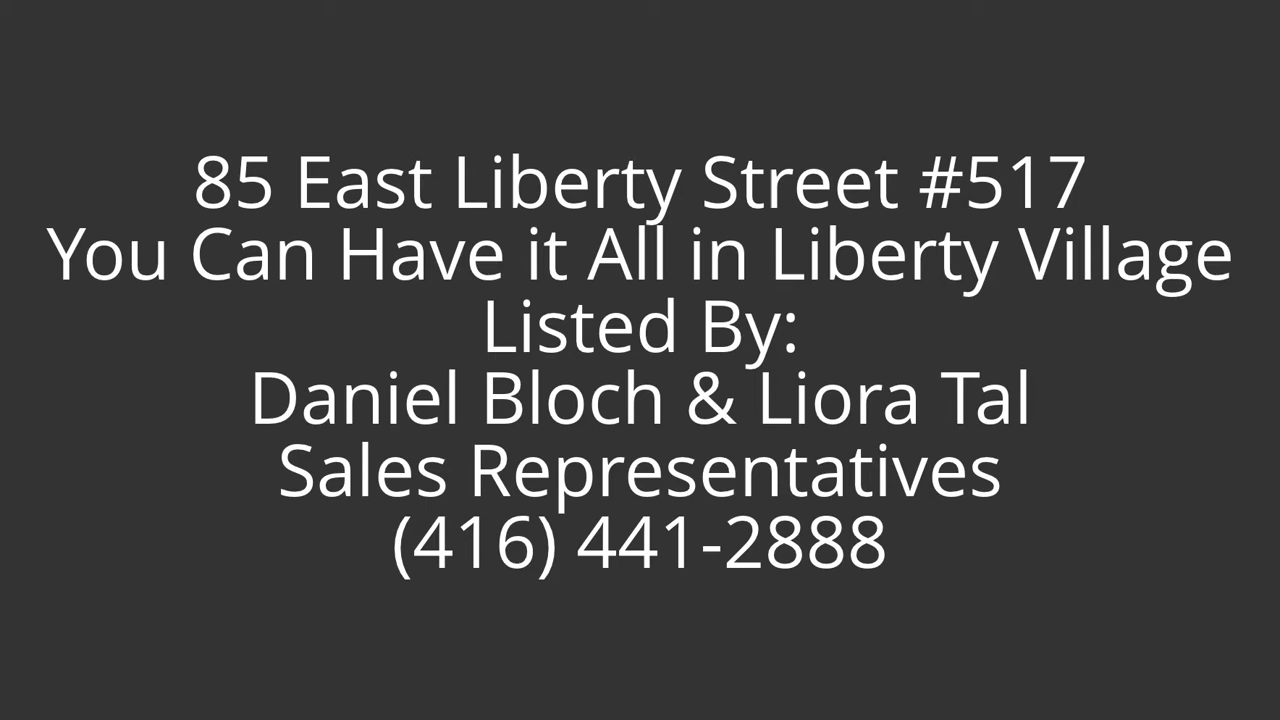 85 East Liberty Street #517
You Can Have it All in Liberty Village
Listed By:
Daniel Bloch & Liora Tal
Sales Representatives
(416) 441-2888